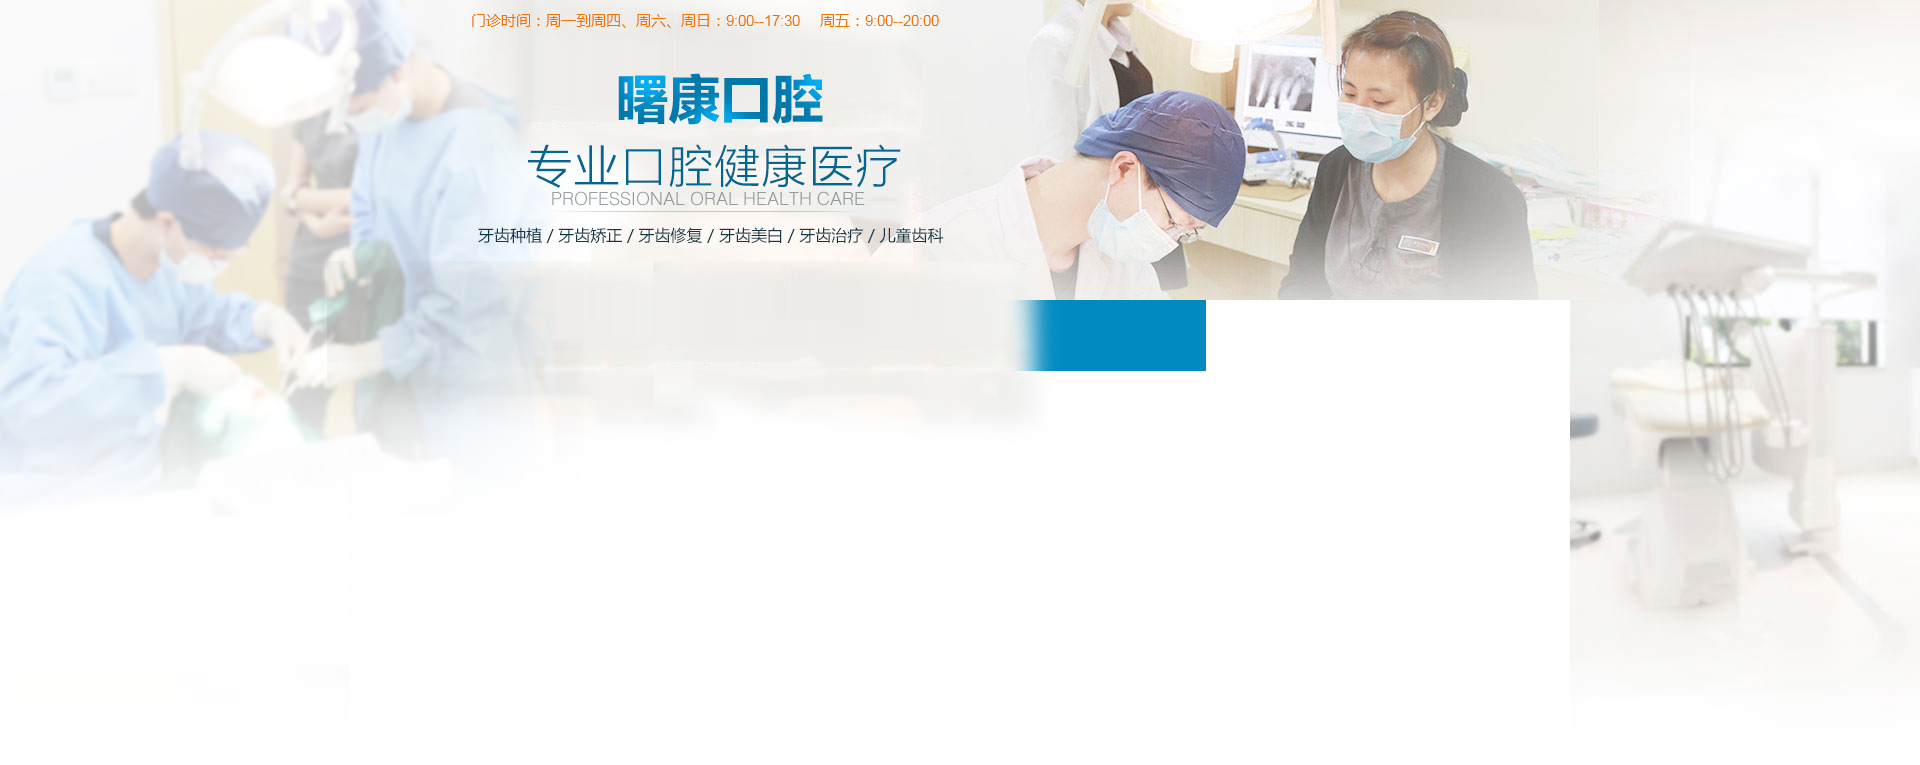 门诊时间：周一到周四、周六、周日：9:00--17:30 周五：9:00--20:00
曙康口腔
专业口腔健康医疗
PROFESSIONAL ORAL HEALTH CARE
牙齿种植 / 牙齿矫正 / 牙齿修复 / 牙齿美白 / 牙齿治疗 / 儿童齿科